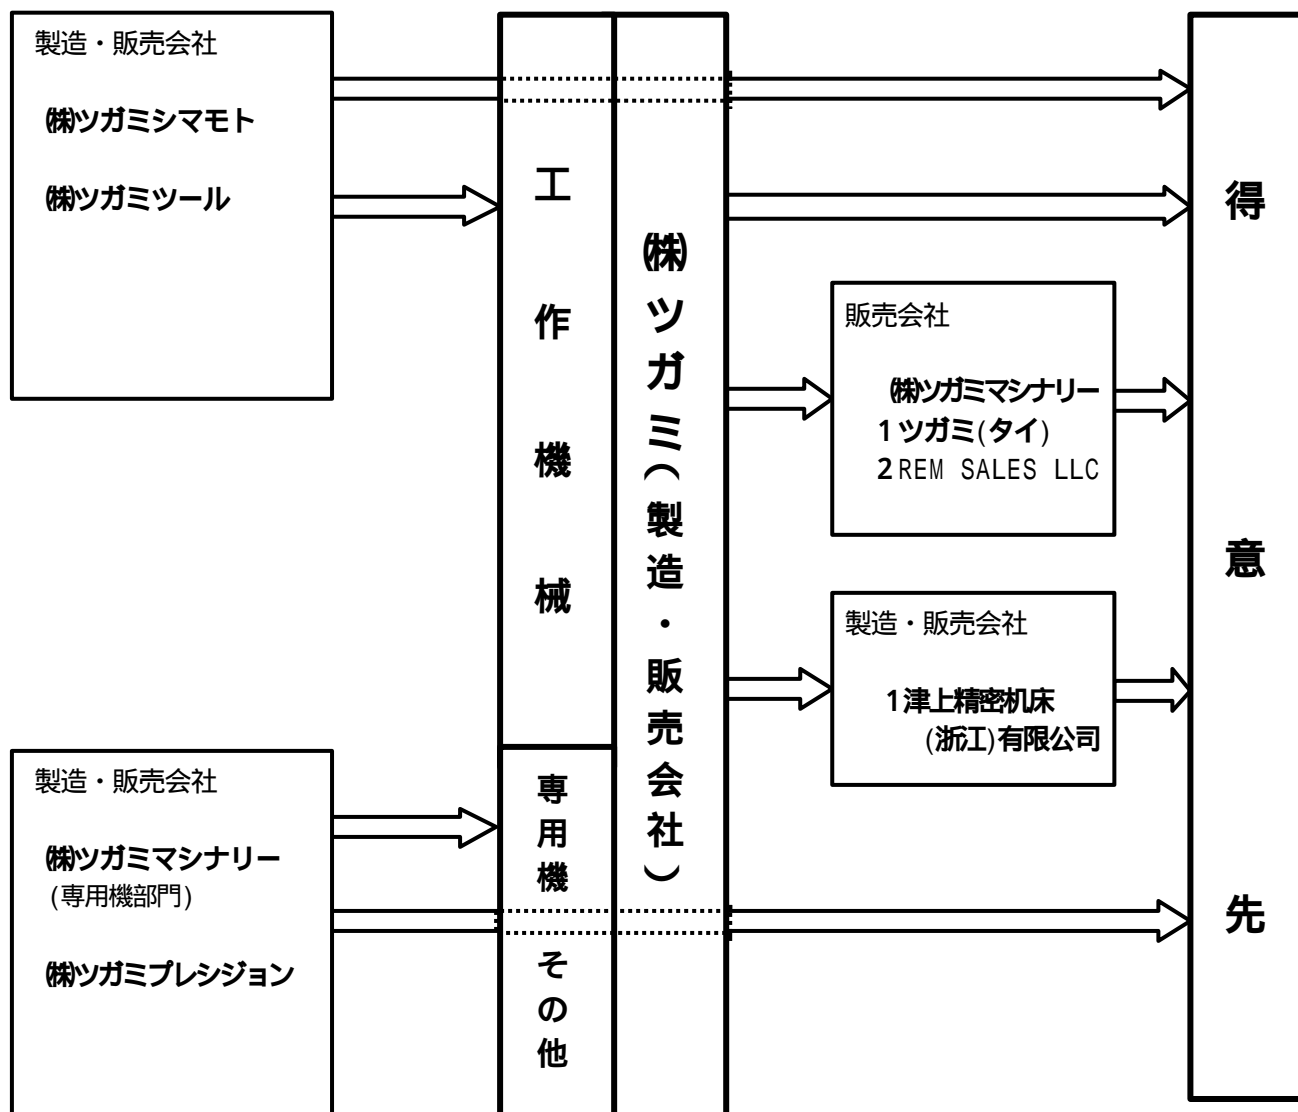 製造・販売会社
㈱ツガミシマモト
㈱ツガミツール
製造・販売会社
㈱ツガミマシナリー
(専用機部門)
㈱ツガミプレシジョン
工作機械
専用機
その他
㈱ツガミ(製造・販売会社)
販売会社
㈱ツガミマシナリー
1ツガミ(タイ)
2REM SALES LLC
製造・販売会社
1津上精密机床
(浙江)有限公司
得意先